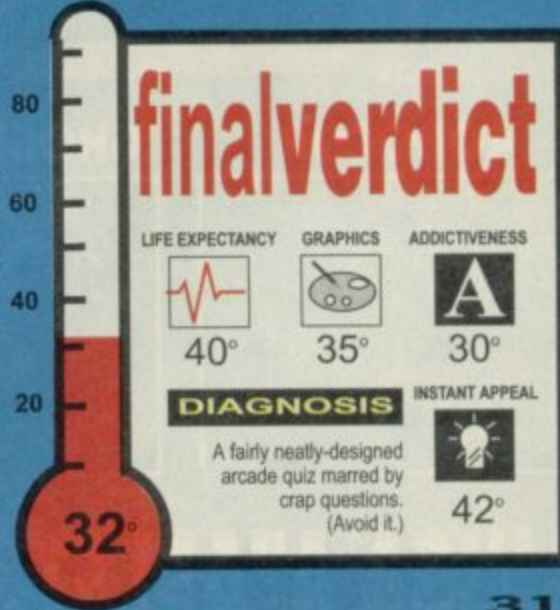 80
60
40
20
32°
finalverdict
LIFE EXPECTANCY GRAPHICS ADDICTIVENESS
40° 35° 30°
DIAGNOSIS
A fairly neatly-designed
arcade quiz marred by
crap questions.
(Avoid it.)
INSTANT APPEAL
42°